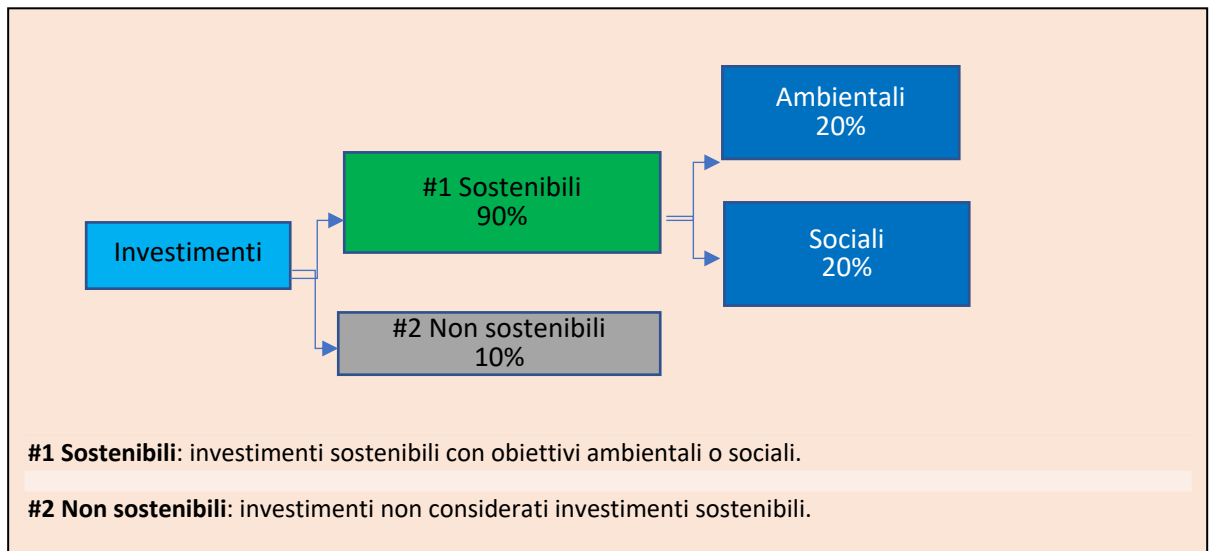 Ambientali
20%
#1 Sostenibili
90%
Sociali
20%
Investimenti
#2 Non sostenibili
10%
#1 Sostenibili: investimenti sostenibili con obiettivi ambientali o sociali.
#2 Non sostenibili: investimenti non considerati investimenti sostenibili.